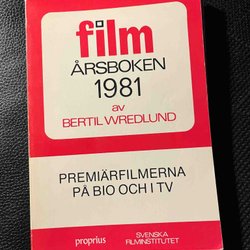 film
ÅRSBOKEN
1981
av
BERTIL WREDLUND
PREMIÄRFILMERNA
PÅ BIO OCH I TV
proprius
SVENSKA
FILMINSTITUTET